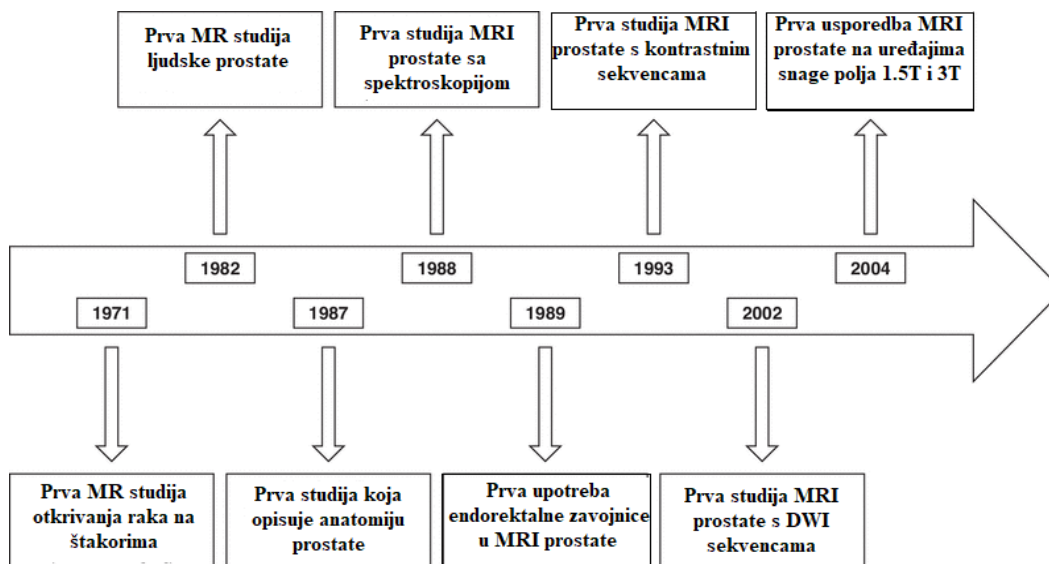 Prva MR studija
ljudske prostate
Prva studija MRI
prostate sa
spektroskopijom
Prva studija MRI
prostate s kontrastnim
sekvencama
Prva usporedba MRI
prostate na uređajima
snage polja 1.5T i 3T
1982
1988
1993
2004
1971
1987
1989
2002
Prva MR studija
otkrivanja raka na
štakorima
Prva studija koja
opisuje anatomiju
prostate
Prva upotreba
endorektalne zavojnice
u MRI prostate
Prva studija MRI
prostate s DWI
sekvencama